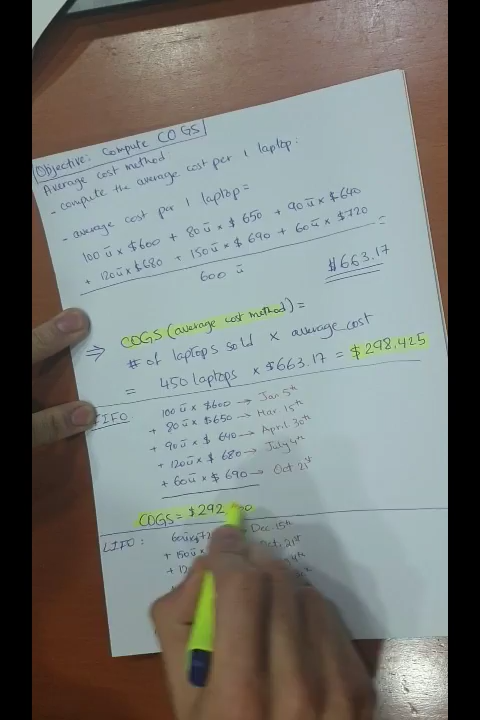 Objective: Compute COGS
Average cost method:
- compute the average cost per 1 laptop:
- average cost per 1 laptop =
100 ū x $600 + 80 ū x $650 + 90 ū x $640
+ 120 ū x $680 + 150 ū x $690 + 60 ū x $720 =
600 ū
$663.17
⇒ COGS (average cost method) =
# of laptops sold x average cost
= 450 laptops x $663.17 = $298,425
FIFO:
100 ū x $600 → Jan 5th
+ 80 ū x $650 → Mar. 15th
+ 90 ū x $640 → April 30th
+ 120 ū x $680 → July 4th
+ 60 ū x $690 → Oct 21st
COGS = $292
LIFO: 60 ū x $72 Dec. 15th
+ 150 ū x Oct. 21st
+ 12